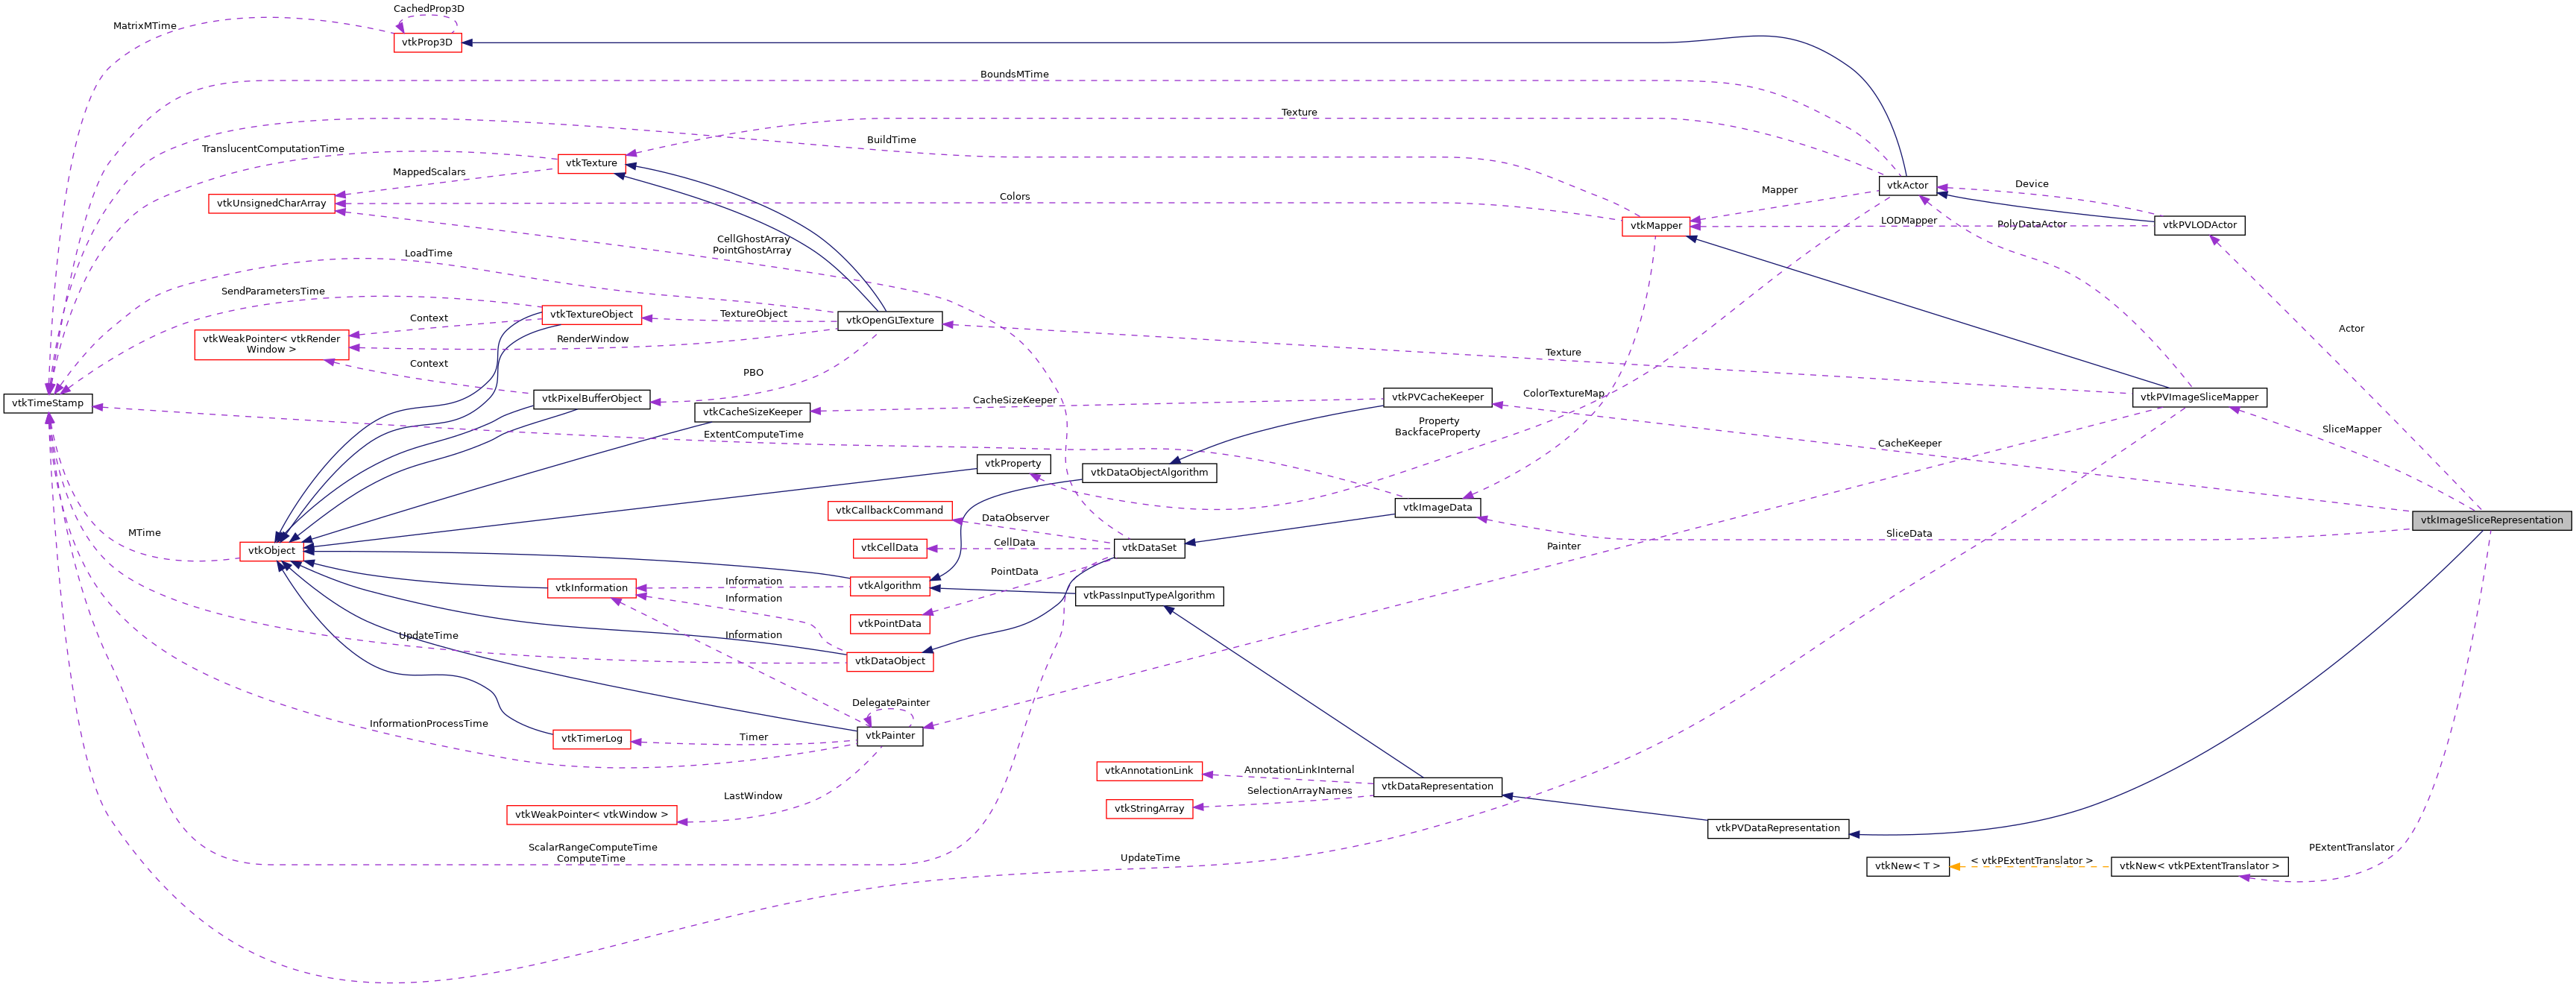 CachedProp3D
MatrixMTime
vtkProp3D
BoundsMTime
Texture
BuildTime
TranslucentComputationTime
vtkTexture
MappedScalars
vtkActor
Device
Mapper
vtkUnsignedCharArray
Colors
LODMapper
PolyDataActor
vtkMapper
vtkPVLODActor
CellGhostArray
PointGhostArray
LoadTime
SendParametersTime
vtkTextureObject
TextureObject
vtkOpenGLTexture
Context
Actor
vtkWeakPointer< vtkRender
Window >
RenderWindow
Texture
Context
PBO
ColorTextureMap
vtkPixelBufferObject
vtkPVCacheKeeper
vtkPVImageSliceMapper
vtkTimeStamp
CacheSizeKeeper
vtkCacheSizeKeeper
Property
BackfaceProperty
SliceMapper
ExtentComputeTime
CacheKeeper
vtkProperty
vtkDataObjectAlgorithm
vtkCallbackCommand
vtkImageData
DataObserver
vtkImageSliceRepresentation
MTime
SliceData
CellData
vtkObject
vtkCellData
vtkDataSet
Painter
PointData
Information
vtkInformation
vtkAlgorithm
vtkPassInputTypeAlgorithm
Information
vtkPointData
UpdateTime
Information
vtkDataObject
DelegatePainter
InformationProcessTime
vtkTimerLog
Timer
vtkPainter
AnnotationLinkInternal
vtkAnnotationLink
vtkDataRepresentation
SelectionArrayNames
LastWindow
vtkStringArray
vtkWeakPointer< vtkWindow >
vtkPVDataRepresentation
ScalarRangeComputeTime
ComputeTime
UpdateTime
PExtentTranslator
vtkNew< T >
< vtkPExtentTranslator >
vtkNew< vtkPExtentTranslator >